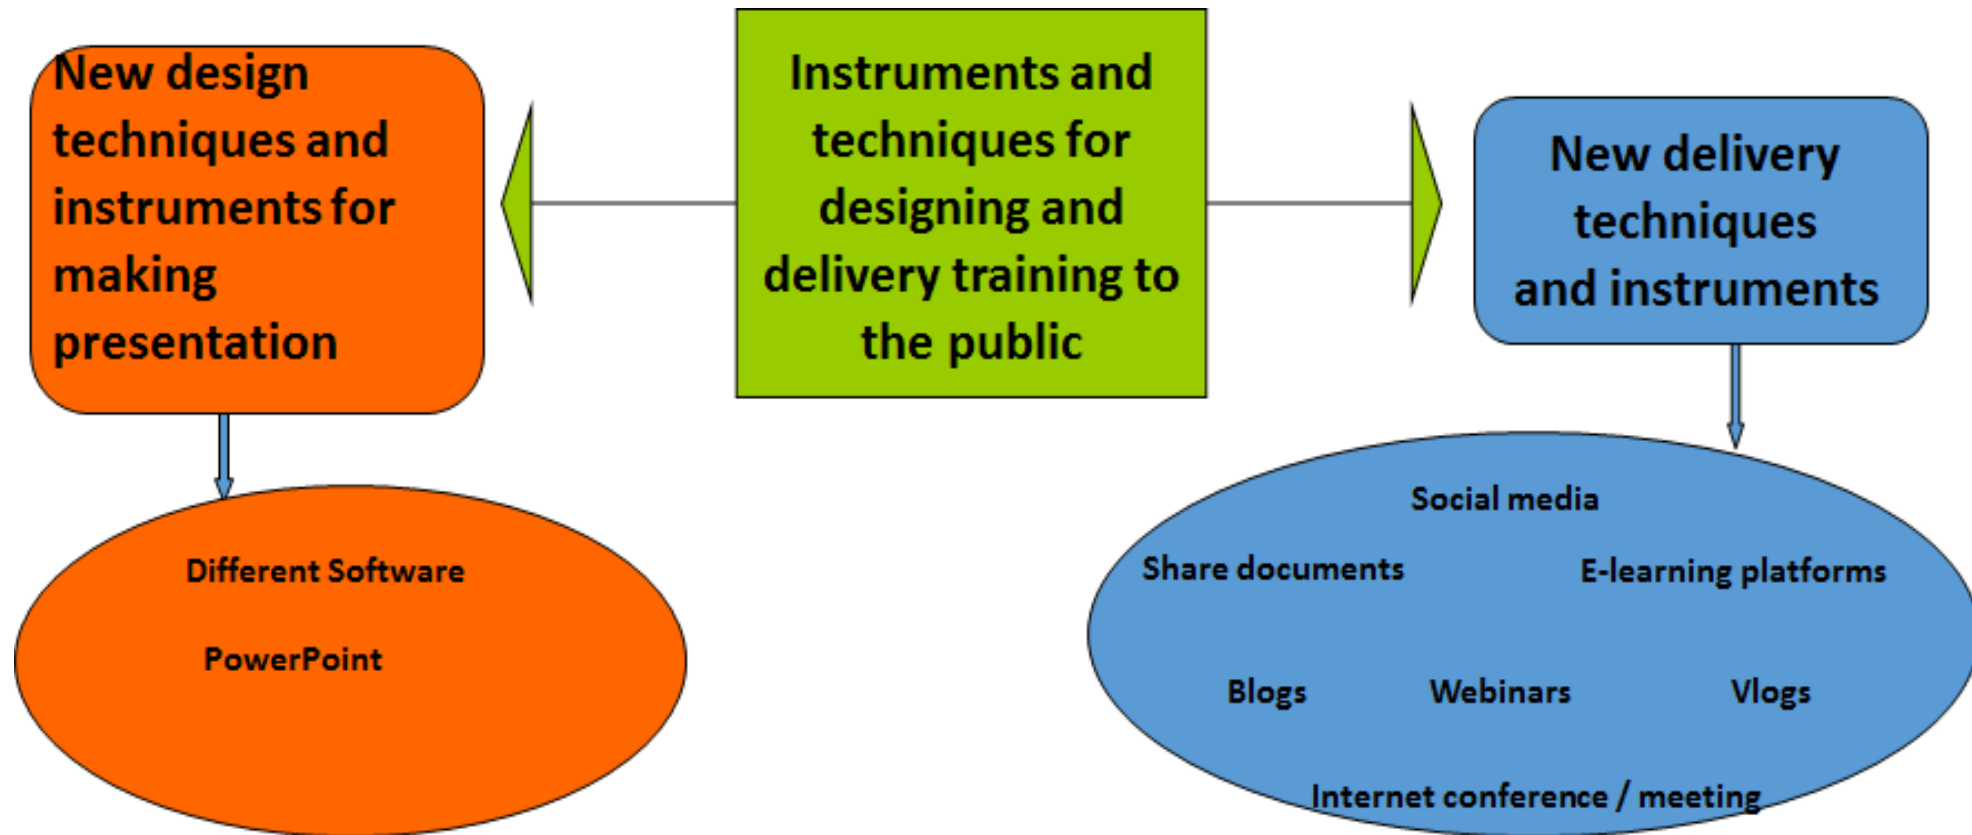 New design
techniques and
instruments for
making
presentation
Instruments and
techniques for
designing and
delivery training to
the public
New delivery
techniques
and instruments
Different Software
PowerPoint
Social media
Share documents
E-learning platforms
Blogs
Webinars
Vlogs
Internet conference / meeting